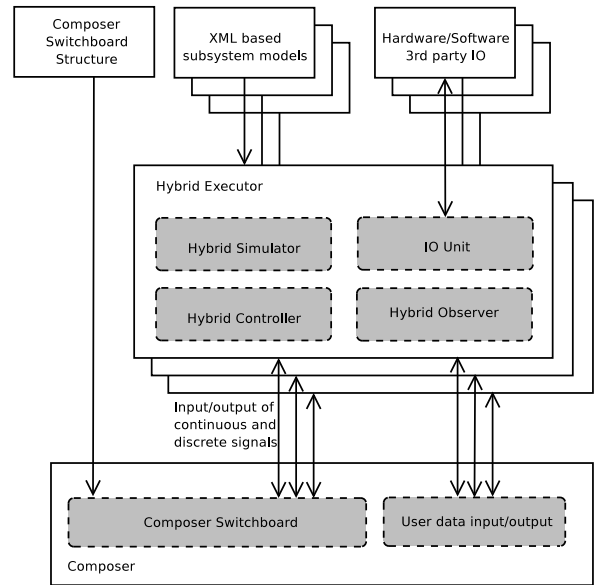 Composer
Switchboard
Structure
XML based
subsystem models
Hardware/Software
3rd party IO
Hybrid Executor
Hybrid Simulator
IO Unit
Hybrid Controller
Hybrid Observer
Input/output of
continuous and
discrete signals
Composer Switchboard
User data input/output
Composer